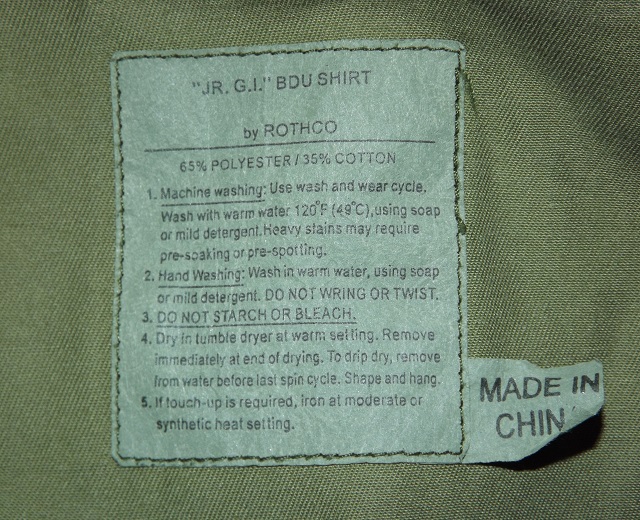 "JR. G.I." BDU SHIRT
by ROTHCO
65% POLYESTER / 35% COTTON
1. Machine washing: Use wash and wear cycle.
Wash with warm water 120°F (49°C),using soap
or mild detergent.Heavy stains may require
pre-soaking or pre-spotting.
2. Hand Washing: Wash in warm water, using soap
or mild detergent. DO NOT WRING OR TWIST.
3. DO NOT STARCH OR BLEACH.
4. Dry in tumble dryer at warm setting. Remove
immediately at end of drying. To drip dry, remove
from water before last spin cycle. Shape and hang.
5. If touch-up is required, iron at moderate or
synthetic heat setting.
MADE IN
CHIN